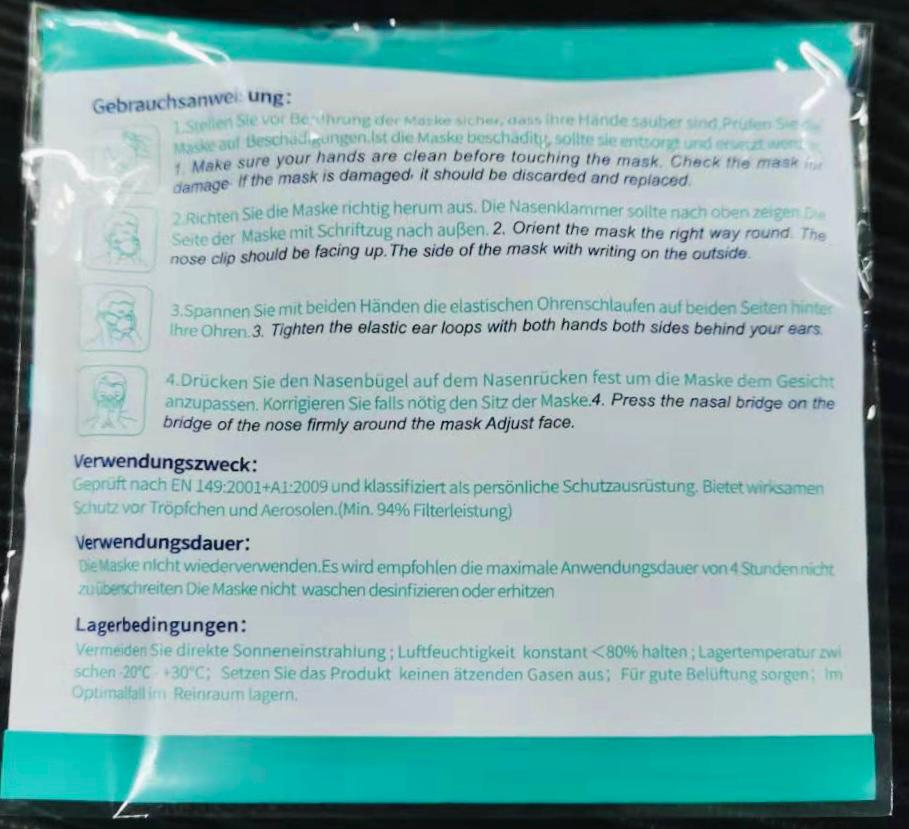 Gebrauchsanwei ung:
1.Stellen Sie vor Berührung der Maske sicher, dass Ihre Hände sauber sind.Prüfen Sie die
Maske auf Beschädigungen.Ist die Maske beschädity, sollte sie entsorgt und ersetzt werden
1. Make sure your hands are clean before touching the mask. Check the mask for
damage. If the mask is damaged, it should be discarded and replaced.
2.Richten Sie die Maske richtig herum aus. Die Nasenklammer sollte nach oben zeigen.Die
Seite der Maske mit Schriftzug nach außen. 2. Orient the mask the right way round. The
nose clip should be facing up.The side of the mask with writing on the outside.
3.Spannen Sie mit beiden Händen die elastischen Ohrenschlaufen auf beiden Seiten hinter
Ihre Ohren.3. Tighten the elastic ear loops with both hands both sides behind your ears.
4.Drücken Sie den Nasenbügel auf dem Nasenrücken fest um die Maske dem Gesicht
anzupassen. Korrigieren Sie falls nötig den Sitz der Maske.4. Press the nasal bridge on the
bridge of the nose firmly around the mask Adjust face.
Verwendungszweck:
Geprüft nach EN 149:2001+A1:2009 und klassifiziert als persönliche Schutzausrüstung. Bietet wirksamen
Schutz vor Tröpfchen und Aerosolen.(Min. 94% Filterleistung)
Verwendungsdauer:
Die Maske nicht wiederverwenden.Es wird empfohlen die maximale Anwendungsdauer von 4 Stunden nicht
zu überschreiten Die Maske nicht waschen desinfizieren oder erhitzen
Lagerbedingungen:
Vermeiden Sie direkte Sonneneinstrahlung ; Luftfeuchtigkeit konstant <80% halten ; Lagertemperatur zwi
schen -20°C - +30°C; Setzen Sie das Produkt keinen ätzenden Gasen aus; Für gute Belüftung sorgen; Im
Optimalfall im Reinraum lagern.